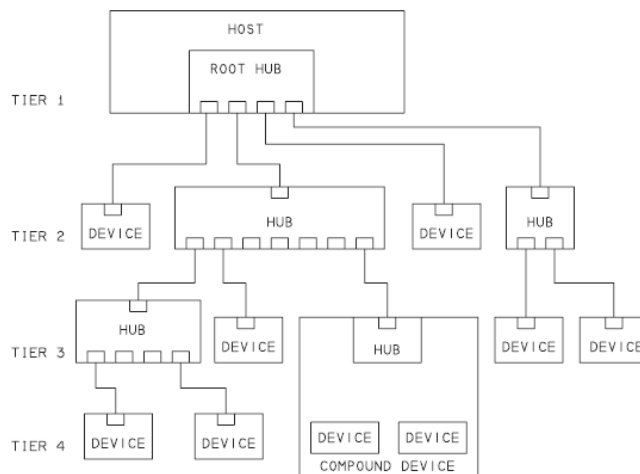 HOST
ROOT HUB
TIER 1
HUB
HUB
DEVICE
DEVICE
TIER 2
HUB
DEVICE
HUB
DEVICE
DEVICE
TIER 3
DEVICE
DEVICE
DEVICE
DEVICE
TIER 4
COMPOUND DEVICE